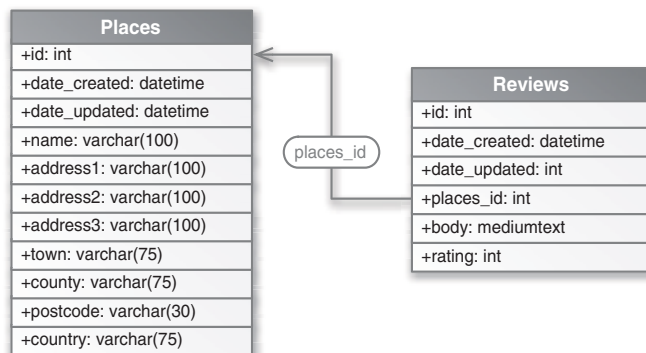 Places
+id: int
+date_created: datetime
+date_updated: datetime
+name: varchar(100)
+address1: varchar(100)
+address2: varchar(100)
+address3: varchar(100)
+town: varchar(75)
+county: varchar(75)
+postcode: varchar(30)
+country: varchar(75)
places_id
Reviews
+id: int
+date_created: datetime
+date_updated: int
+places_id: int
+body: mediumtext
+rating: int